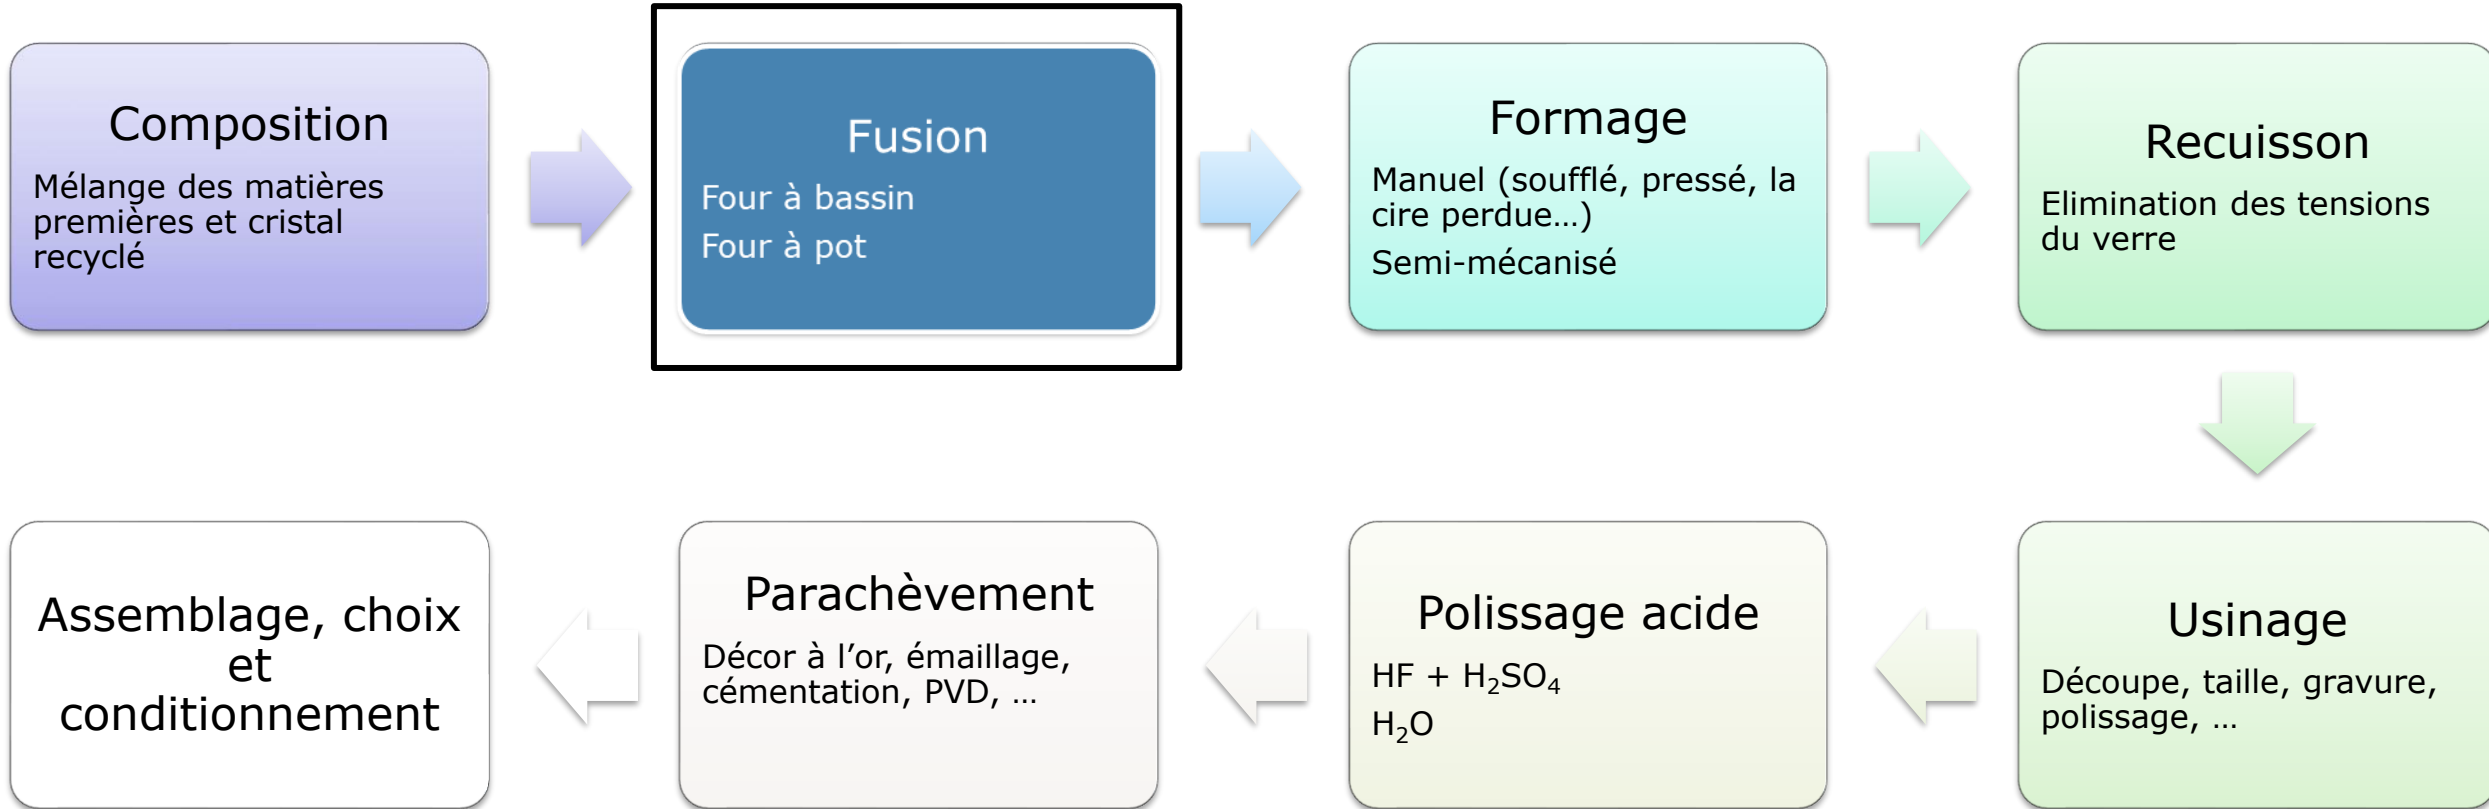 Composition
Mélange des matières
premières et cristal
recyclé
Fusion
Four à bassin
Four à pot
Formage
Manuel (soufflé, pressé, la
cire perdue…)
Semi-mécanisé
Recuisson
Elimination des tensions
du verre
Usinage
Découpe, taille, gravure,
polissage, …
Polissage acide
HF + H₂SO₄
H₂O
Parachèvement
Décor à l’or, émaillage,
cémentation, PVD, …
Assemblage, choix
et
conditionnement